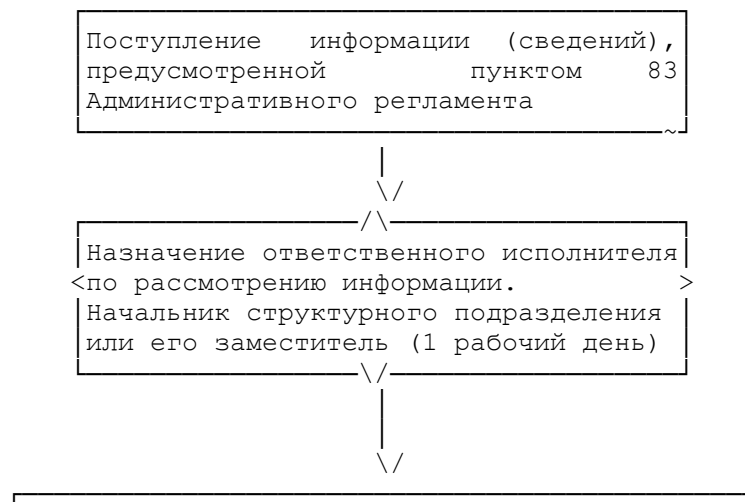 Поступление информации (сведений),
предусмотренной пунктом 83
Административного регламента
Назначение ответственного исполнителя
по рассмотрению информации.
Начальник структурного подразделения
или его заместитель (1 рабочий день)